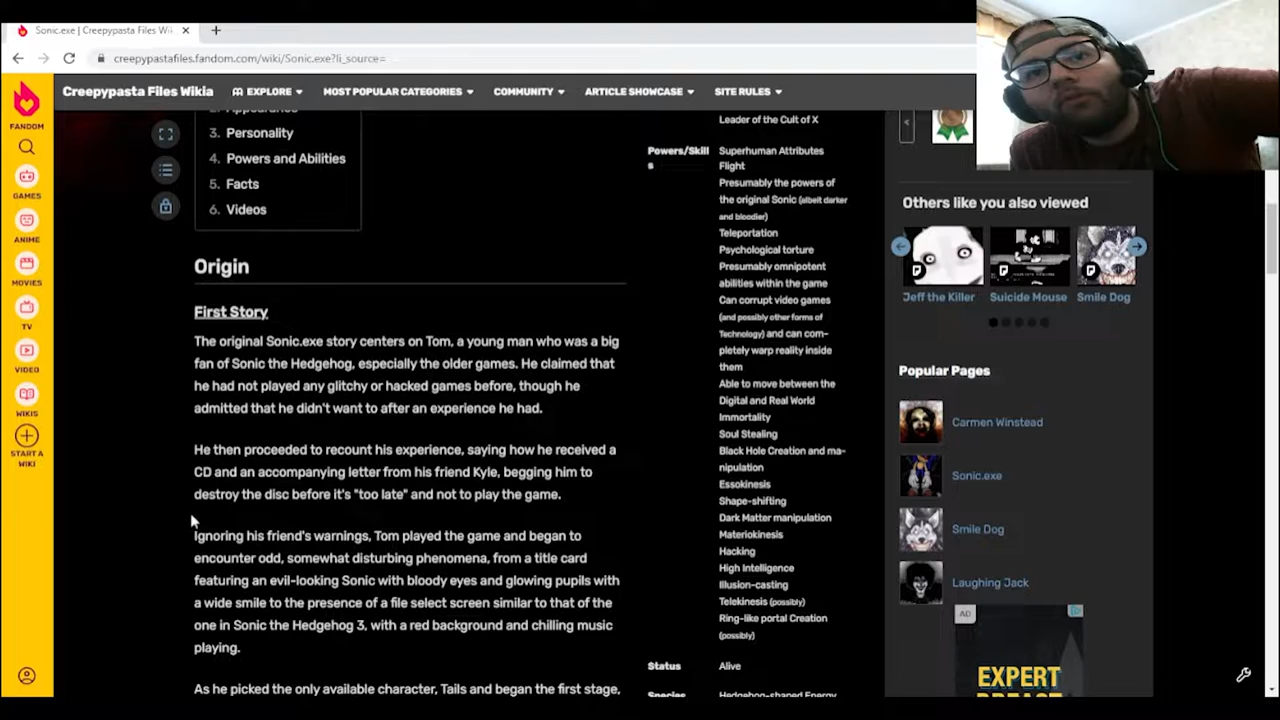 Sonic.exe | Creepypasta Files Wi
creepypastafiles.fandom.com/wiki/Sonic.exe?li_source=
FANDOM
GAMES
ANIME
MOVIES
TV
VIDEO
WIKIS
START A
WIKI
Creepypasta Files Wikia
EXPLORE
MOST POPULAR CATEGORIES
COMMUNITY
ARTICLE SHOWCASE
SITE RULES
2. Appearance
3. Personality
4. Powers and Abilities
5. Facts
6. Videos
Origin
First Story
The original Sonic.exe story centers on Tom, a young man who was a big
fan of Sonic the Hedgehog, especially the older games. He claimed that
he had not played any glitchy or hacked games before, though he
admitted that he didn't want to after an experience he had.
He then proceeded to recount his experience, saying how he received a
CD and an accompanying letter from his friend Kyle, begging him to
destroy the disc before it's "too late" and not to play the game.
Ignoring his friend's warnings, Tom played the game and began to
encounter odd, somewhat disturbing phenomena, from a title card
featuring an evil-looking Sonic with bloody eyes and glowing pupils with
a wide smile to the presence of a file select screen similar to that of the
one in Sonic the Hedgehog 3, with a red background and chilling music
playing.
As he picked the only available character, Tails and began the first stage,
Leader of the Cult of X
Powers/Skill
s
Superhuman Attributes
Flight
Presumably the powers of
the original Sonic (albeit darker
and bloodier)
Teleportation
Psychological torture
Presumably omnipotent
abilities within the game
Can corrupt video games
(and possibly other forms of
Technology) and can com-
pletely warp reality inside
them
Able to move between the
Digital and Real World
Immortality
Soul Stealing
Black Hole Creation and ma-
nipulation
Essokinesis
Shape-shifting
Dark Matter manipulation
Materiokinesis
Hacking
High Intelligence
Illusion-casting
Telekinesis (possibly)
Ring-like portal Creation
(possibly)
Status
Alive
Species
Hedgehog-shaped Energy
Others like you also viewed
Jeff the Killer
Suicide Mouse
Smile Dog
Popular Pages
Carmen Winstead
Sonic.exe
Smile Dog
Laughing Jack
AD
EXPERT
BREAST